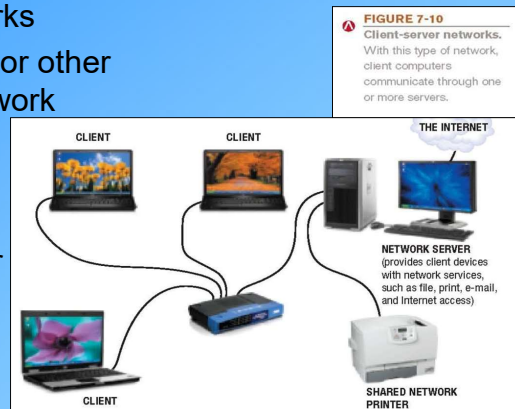 rks
or other
work
FIGURE 7-10
Client-server networks.
With this type of network,
client computers
communicate through one
or more servers.
CLIENT
CLIENT
THE INTERNET
NETWORK SERVER
(provides client devices
with network services,
such as file, print, e-mail,
and Internet access)
SHARED NETWORK
PRINTER
CLIENT